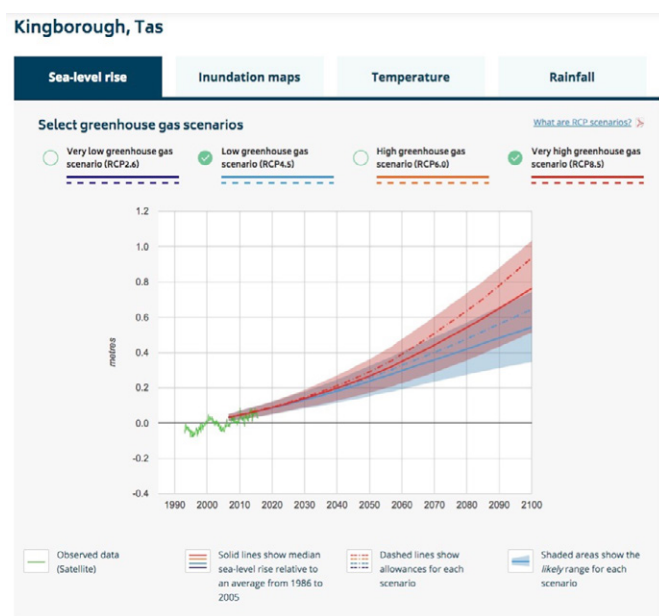 Kingborough, Tas
Sea-level rise
Inundation maps
Temperature
Rainfall
Select greenhouse gas scenarios
What are RCP scenarios?
Very low greenhouse gas
scenario (RCP2.6)
Low greenhouse gas
scenario (RCP4.5)
High greenhouse gas
scenario (RCP6.0)
Very high greenhouse gas
scenario (RCP8.5)
1.2
1.0
0.8
0.6
0.4
0.2
0.0
-0.2
-0.4
metres
1990 2000 2010 2020 2030 2040 2050 2060 2070 2080 2090 2100
Observed data
(Satellite)
Solid lines show median
sea-level rise relative to
an average from 1986 to
2005
Dashed lines show
allowances for each
scenario
Shaded areas show the
likely range for each
scenario